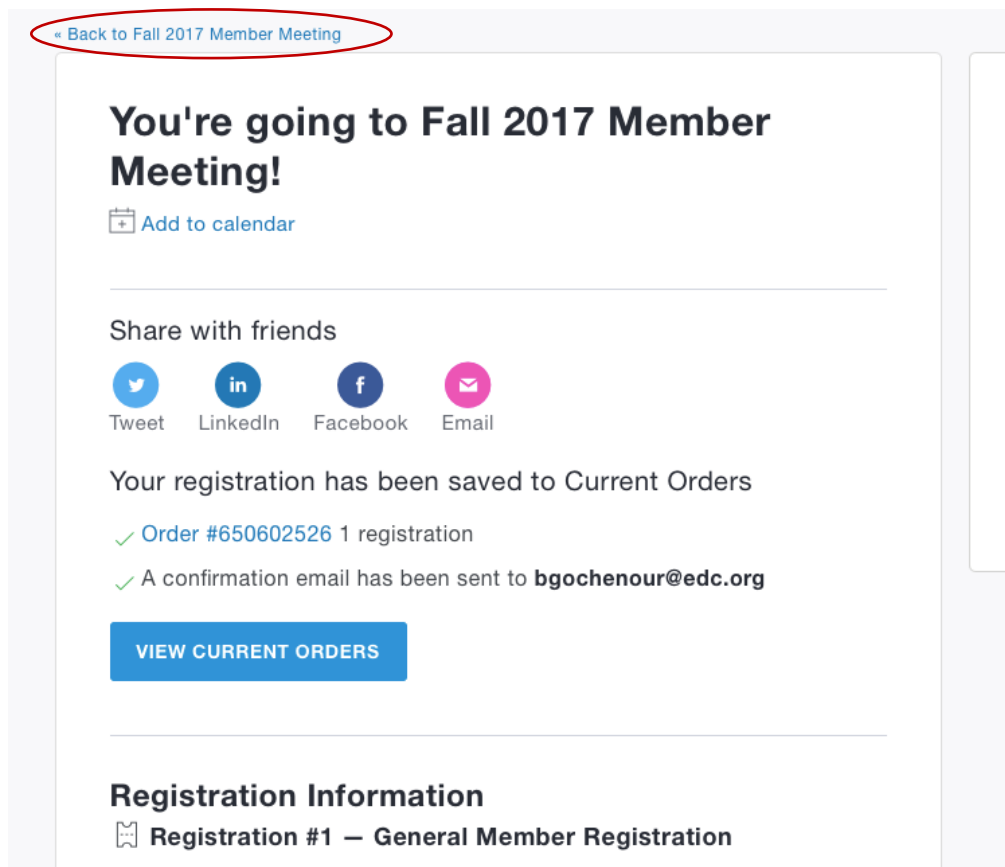 « Back to Fall 2017 Member Meeting
You're going to Fall 2017 Member
Meeting!
Add to calendar
Share with friends
in f
Tweet LinkedIn Facebook Email
Your registration has been saved to Current Orders
Order #650602526 1 registration
A confirmation email has been sent to bgochenour@edc.org
VIEW CURRENT ORDERS
Registration Information
Registration #1 — General Member Registration